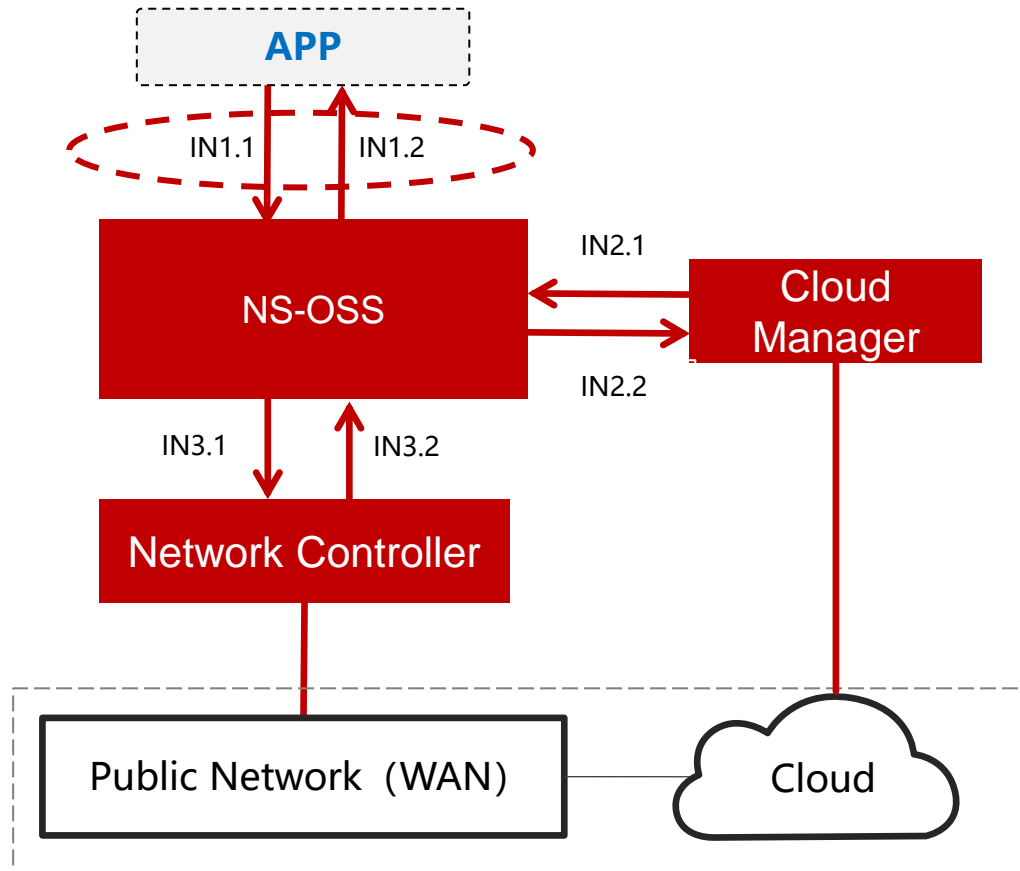 APP
IN1.1
IN1.2
NS-OSS
IN2.1
Cloud
Manager
IN2.2
IN3.1
IN3.2
Network Controller
Public Network（WAN）
Cloud